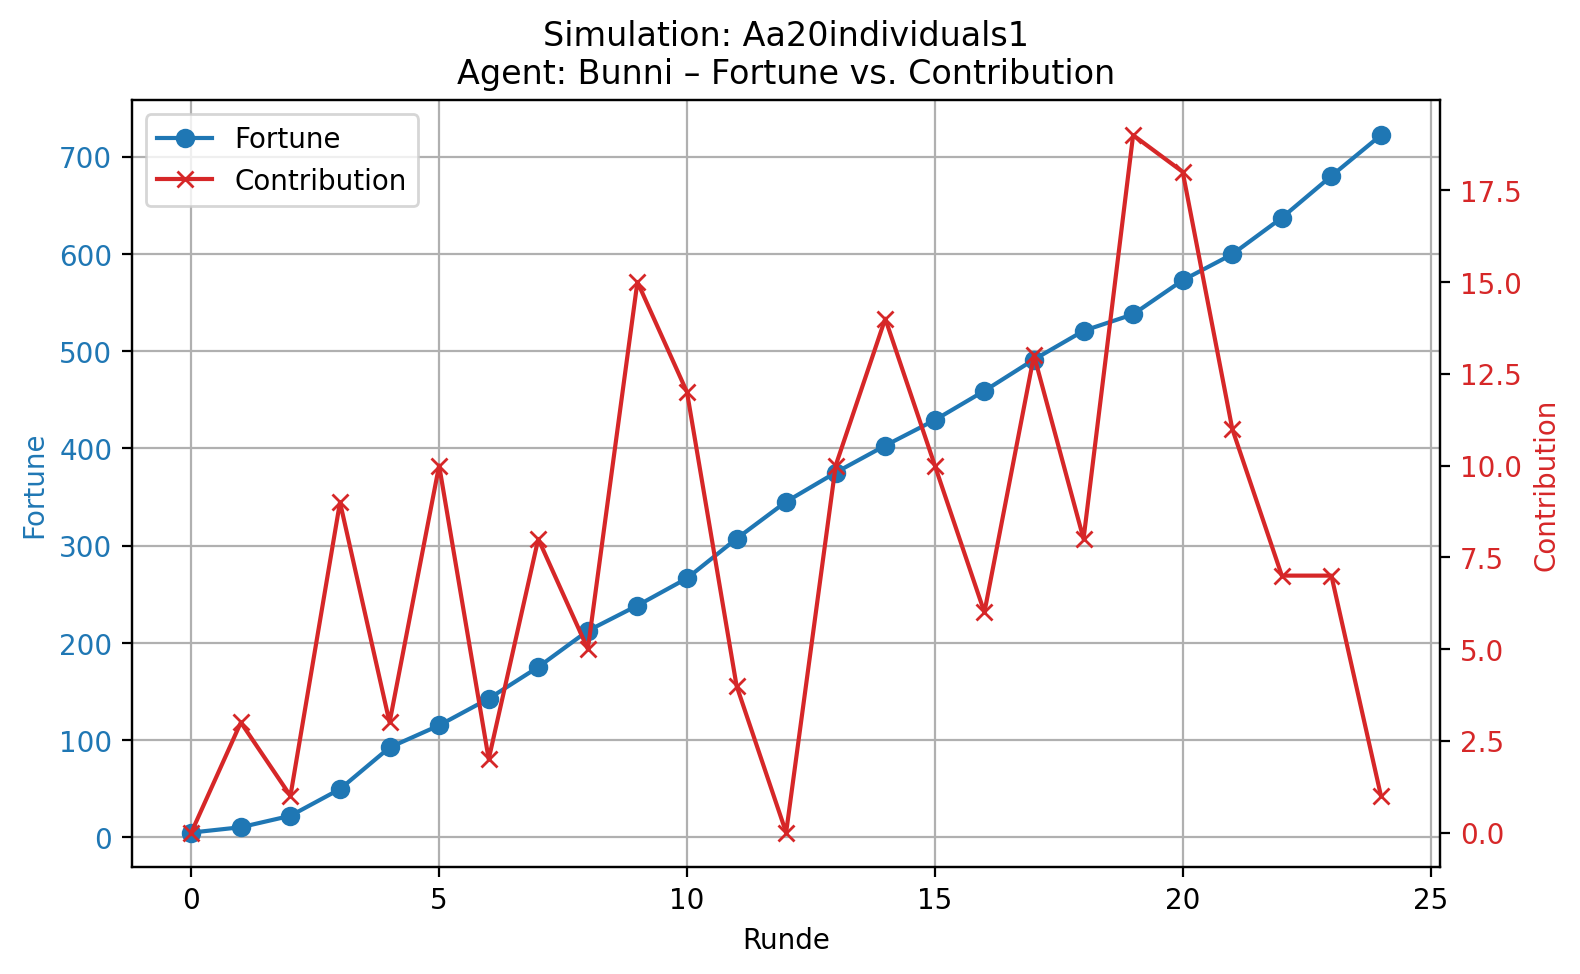 Simulation: Aa20individuals1
Agent: Bunni – Fortune vs. Contribution
Fortune
Contribution
700
600
500
400
300
200
100
0
Fortune
17.5
15.0
12.5
10.0
7.5
5.0
2.5
0.0
Contribution
0 5 10 15 20 25
Runde